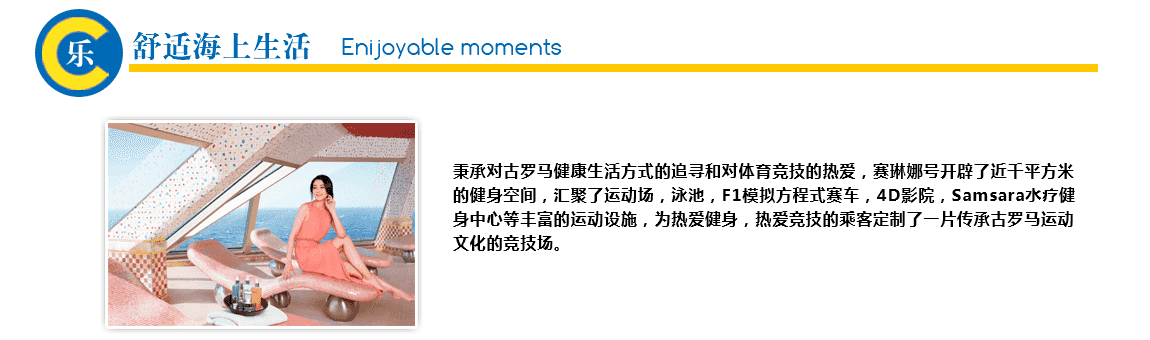 乐
舒适海上生活 Enijoyable moments
秉承对古罗马健康生活方式的追寻和对体育竞技的热爱，赛琳娜号开辟了近千平方米
的健身空间，汇聚了运动场，泳池，F1模拟方程式赛车，4D影院，Samsara水疗健
身中心等丰富的运动设施，为热爱健身，热爱竞技的乘客定制了一片传承古罗马运动
文化的竞技场。